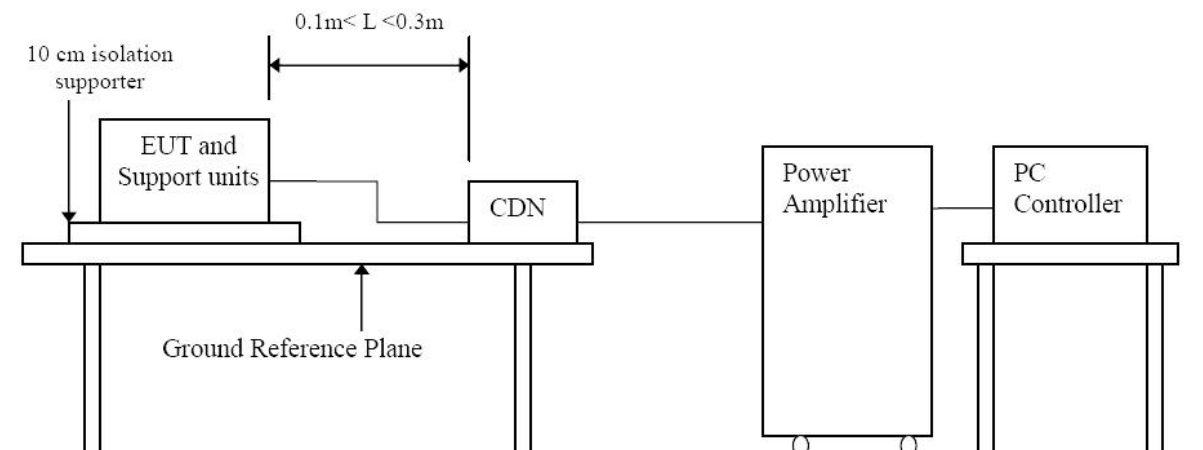 0.1m< L <0.3m
10 cm isolation
supporter
EUT and
Support units
CDN
Power
Amplifier
PC
Controller
Ground Reference Plane